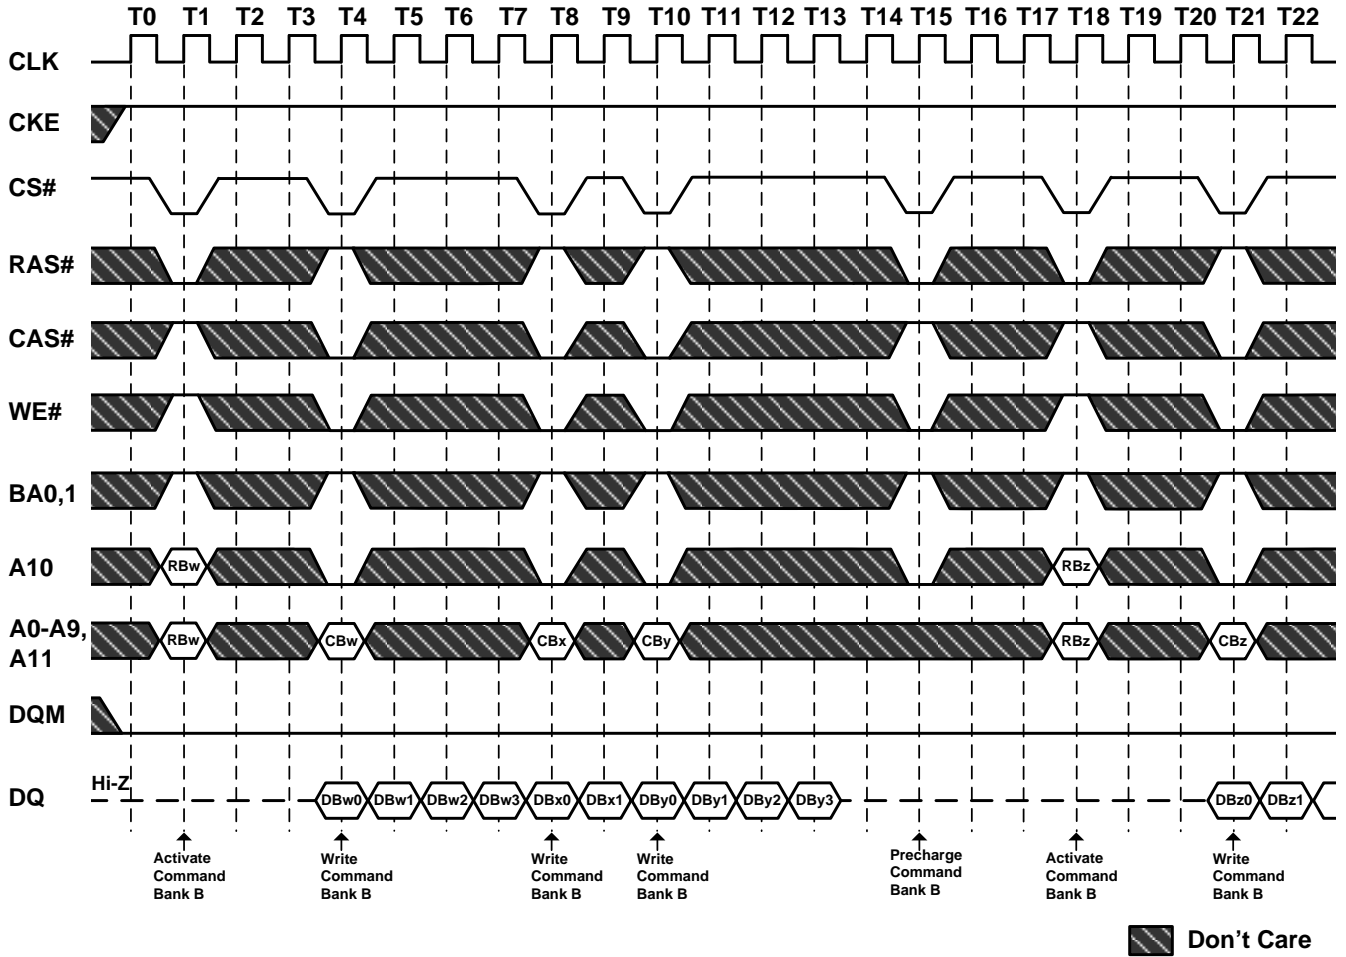 T0 T1 T2 T3 T4 T5 T6 T7 T8 T9 T10 T11 T12 T13 T14 T15 T16 T17 T18 T19 T20 T21 T22
CLK
CKE
CS#
RAS#
CAS#
WE#
BA0,1
A10 RBw RBz
A0-A9,
A11 RBw CBw CBx CBy RBz CBz
DQM
DQ Hi-Z DBw0 DBw1 DBw2 DBw3 DBx0 DBx1 DBy0 DBy1 DBy2 DBy3 DBz0 DBz1
Activate
Command
Bank B
Write
Command
Bank B
Write
Command
Bank B
Write
Command
Bank B
Precharge
Command
Bank B
Activate
Command
Bank B
Write
Command
Bank B
Don't Care